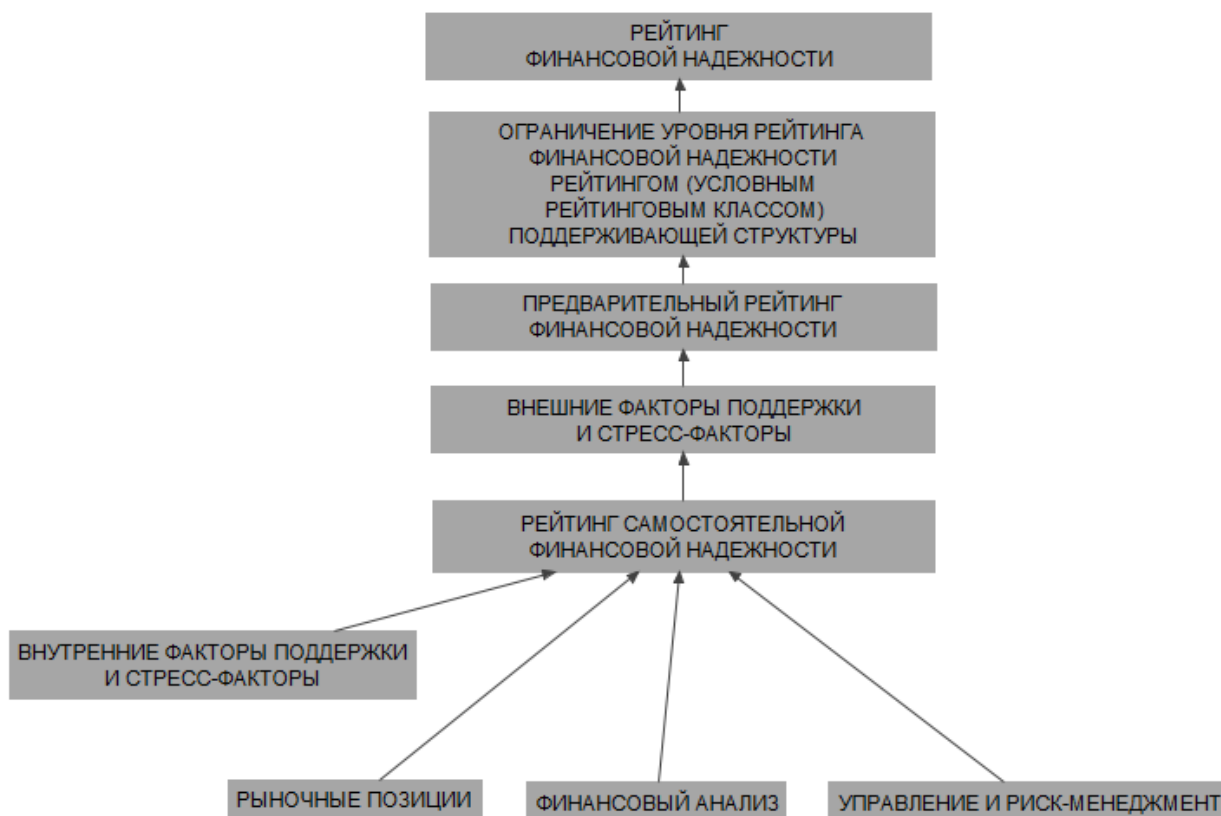 РЕЙТИНГ
ФИНАНСОВОЙ НАДЕЖНОСТИ
ОГРАНИЧЕНИЕ УРОВНЯ РЕЙТИНГА
ФИНАНСОВОЙ НАДЕЖНОСТИ
РЕЙТИНГОМ (УСЛОВНЫМ
РЕЙТИНГОВЫМ КЛАССОМ)
ПОДДЕРЖИВАЮЩЕЙ СТРУКТУРЫ
ПРЕДВАРИТЕЛЬНЫЙ РЕЙТИНГ
ФИНАНСОВОЙ НАДЕЖНОСТИ
ВНЕШНИЕ ФАКТОРЫ ПОДДЕРЖКИ
И СТРЕСС-ФАКТОРЫ
РЕЙТИНГ САМОСТОЯТЕЛЬНОЙ
ФИНАНСОВОЙ НАДЕЖНОСТИ
ВНУТРЕННИЕ ФАКТОРЫ ПОДДЕРЖКИ
И СТРЕСС-ФАКТОРЫ
РЫНОЧНЫЕ ПОЗИЦИИ
ФИНАНСОВЫЙ АНАЛИЗ
УПРАВЛЕНИЕ И РИСК-МЕНЕДЖМЕНТ